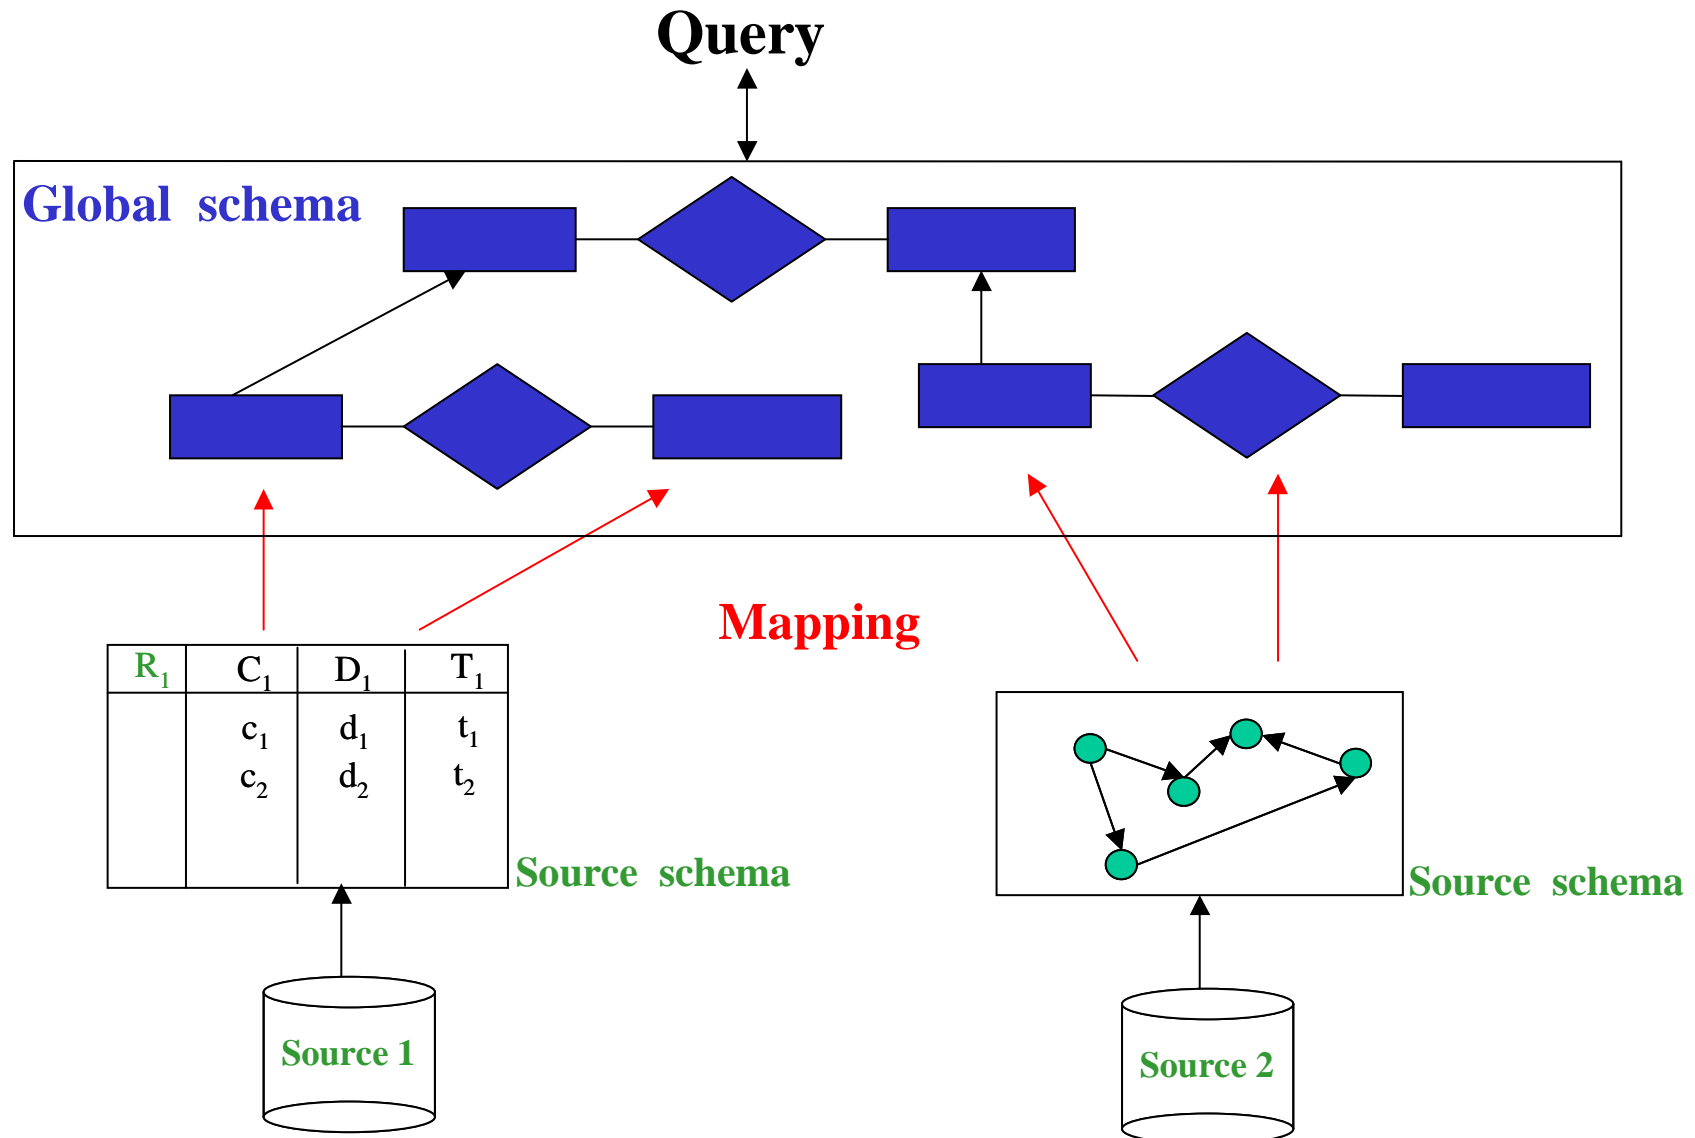 Query
Global schema
Mapping
R₁ C₁ D₁ T₁
c₁ d₁ t₁
c₂ d₂ t₂
Source schema
Source schema
Source 1
Source 2